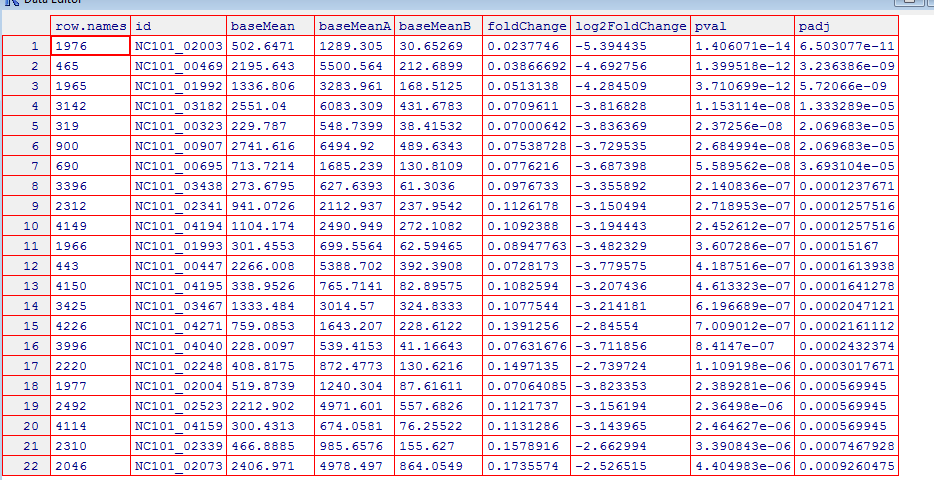 Data Editor
row.names id baseMean baseMeanA baseMeanB foldChange log2FoldChange pval padj
1 1976 NC101_02003 502.6471 1289.305 30.65269 0.0237746 -5.394435 1.406071e-14 6.503077e-11
2 465 NC101_00469 2195.643 5500.564 212.6899 0.03866692 -4.692756 1.399518e-12 3.236386e-09
3 1965 NC101_01992 1336.806 3283.961 168.5125 0.0513138 -4.284509 3.710699e-12 5.72066e-09
4 3142 NC101_03182 2551.04 6083.309 431.6783 0.0709611 -3.816828 1.153114e-08 1.333289e-05
5 319 NC101_00323 229.787 548.7399 38.41532 0.07000642 -3.836369 2.37256e-08 2.069683e-05
6 900 NC101_00907 2741.616 6494.92 489.6343 0.07538728 -3.729535 2.684994e-08 2.069683e-05
7 690 NC101_00695 713.7214 1685.239 130.8109 0.0776216 -3.687398 5.589562e-08 3.693104e-05
8 3396 NC101_03438 273.6795 627.6393 61.3036 0.0976733 -3.355892 2.140836e-07 0.0001237671
9 2312 NC101_02341 941.0726 2112.937 237.9542 0.1126178 -3.150494 2.718953e-07 0.0001257516
10 4149 NC101_04194 1104.174 2490.949 272.1082 0.1092388 -3.194443 2.452612e-07 0.0001257516
11 1966 NC101_01993 301.4553 699.5564 62.59465 0.08947763 -3.482329 3.607286e-07 0.00015167
12 443 NC101_00447 2266.008 5388.702 392.3908 0.0728173 -3.779575 4.187516e-07 0.0001613938
13 4150 NC101_04195 338.9526 765.7141 82.89575 0.1082594 -3.207436 4.613323e-07 0.0001641278
14 3425 NC101_03467 1333.484 3014.57 324.8333 0.1077544 -3.214181 6.196689e-07 0.0002047121
15 4226 NC101_04271 759.0853 1643.207 228.6122 0.1391256 -2.84554 7.009012e-07 0.0002161112
16 3996 NC101_04040 228.0097 539.4153 41.16643 0.07631676 -3.711856 8.4147e-07 0.0002432374
17 2220 NC101_02248 408.8175 872.4773 130.6216 0.1497135 -2.739724 1.109198e-06 0.0003017671
18 1977 NC101_02004 519.8739 1240.304 87.61611 0.07064085 -3.823353 2.389281e-06 0.000569945
19 2492 NC101_02523 2212.902 4971.601 557.6826 0.1121737 -3.156194 2.36498e-06 0.000569945
20 4114 NC101_04159 300.4313 674.0581 76.25522 0.1131286 -3.143965 2.464627e-06 0.000569945
21 2310 NC101_02339 466.8885 985.6576 155.627 0.1578916 -2.662994 3.390843e-06 0.0007467928
22 2046 NC101_02073 2406.971 4978.497 864.0549 0.1735574 -2.526515 4.404983e-06 0.0009260475